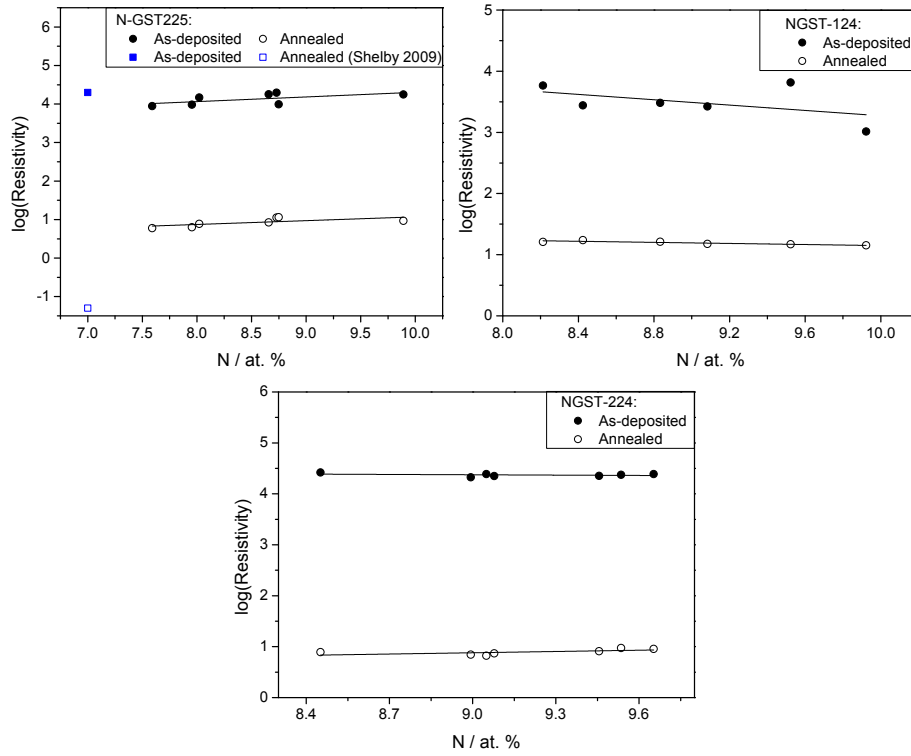 N-GST225:
As-deposited Annealed
As-deposited Annealed (Shelby 2009)
6
5
4
3
2
1
0
-1
log(Resistivity)
7.0 7.5 8.0 8.5 9.0 9.5 10.0
N / at. %
NGST-124:
As-deposited
Annealed
5
4
3
2
1
0
log(Resistivity)
8.0 8.4 8.8 9.2 9.6 10.0
N / at. %
NGST-224:
As-deposited
Annealed
6
5
4
3
2
1
0
log(Resistivity)
8.4 9.0 9.3 9.6
N / at. %